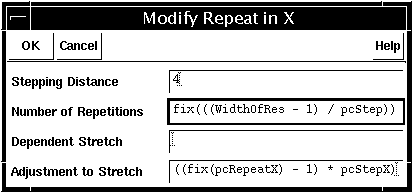 Modify Repeat in X
OK Cancel Help
Stepping Distance 4
Number of Repetitions fix(((WidthOfRes - 1) / pcStep))
Dependent Stretch
Adjustment to Stretch ((fix(pcRepeatX) - 1) * pcStepX)